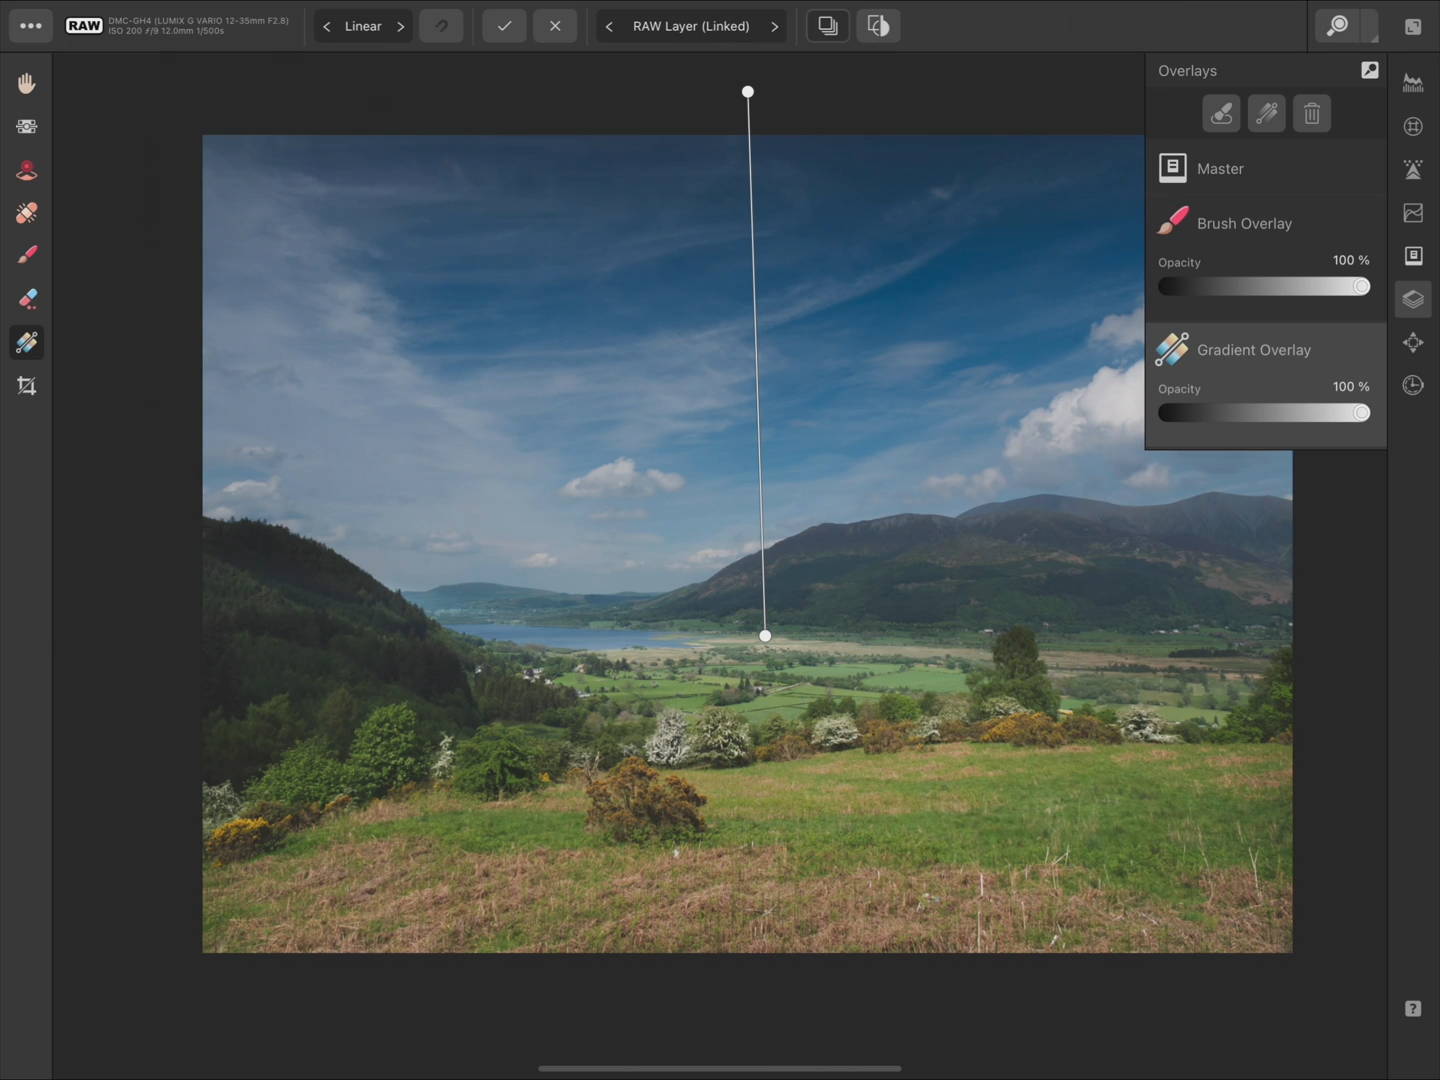 RAW
DMC-GH4 (LUMIX G VARIO 12-35mm F2.8)
ISO 200 ƒ/9 12.0mm 1/500s
Linear
RAW Layer (Linked)
Overlays
Master
Brush Overlay
Opacity 100 %
Gradient Overlay
Opacity 100 %
?